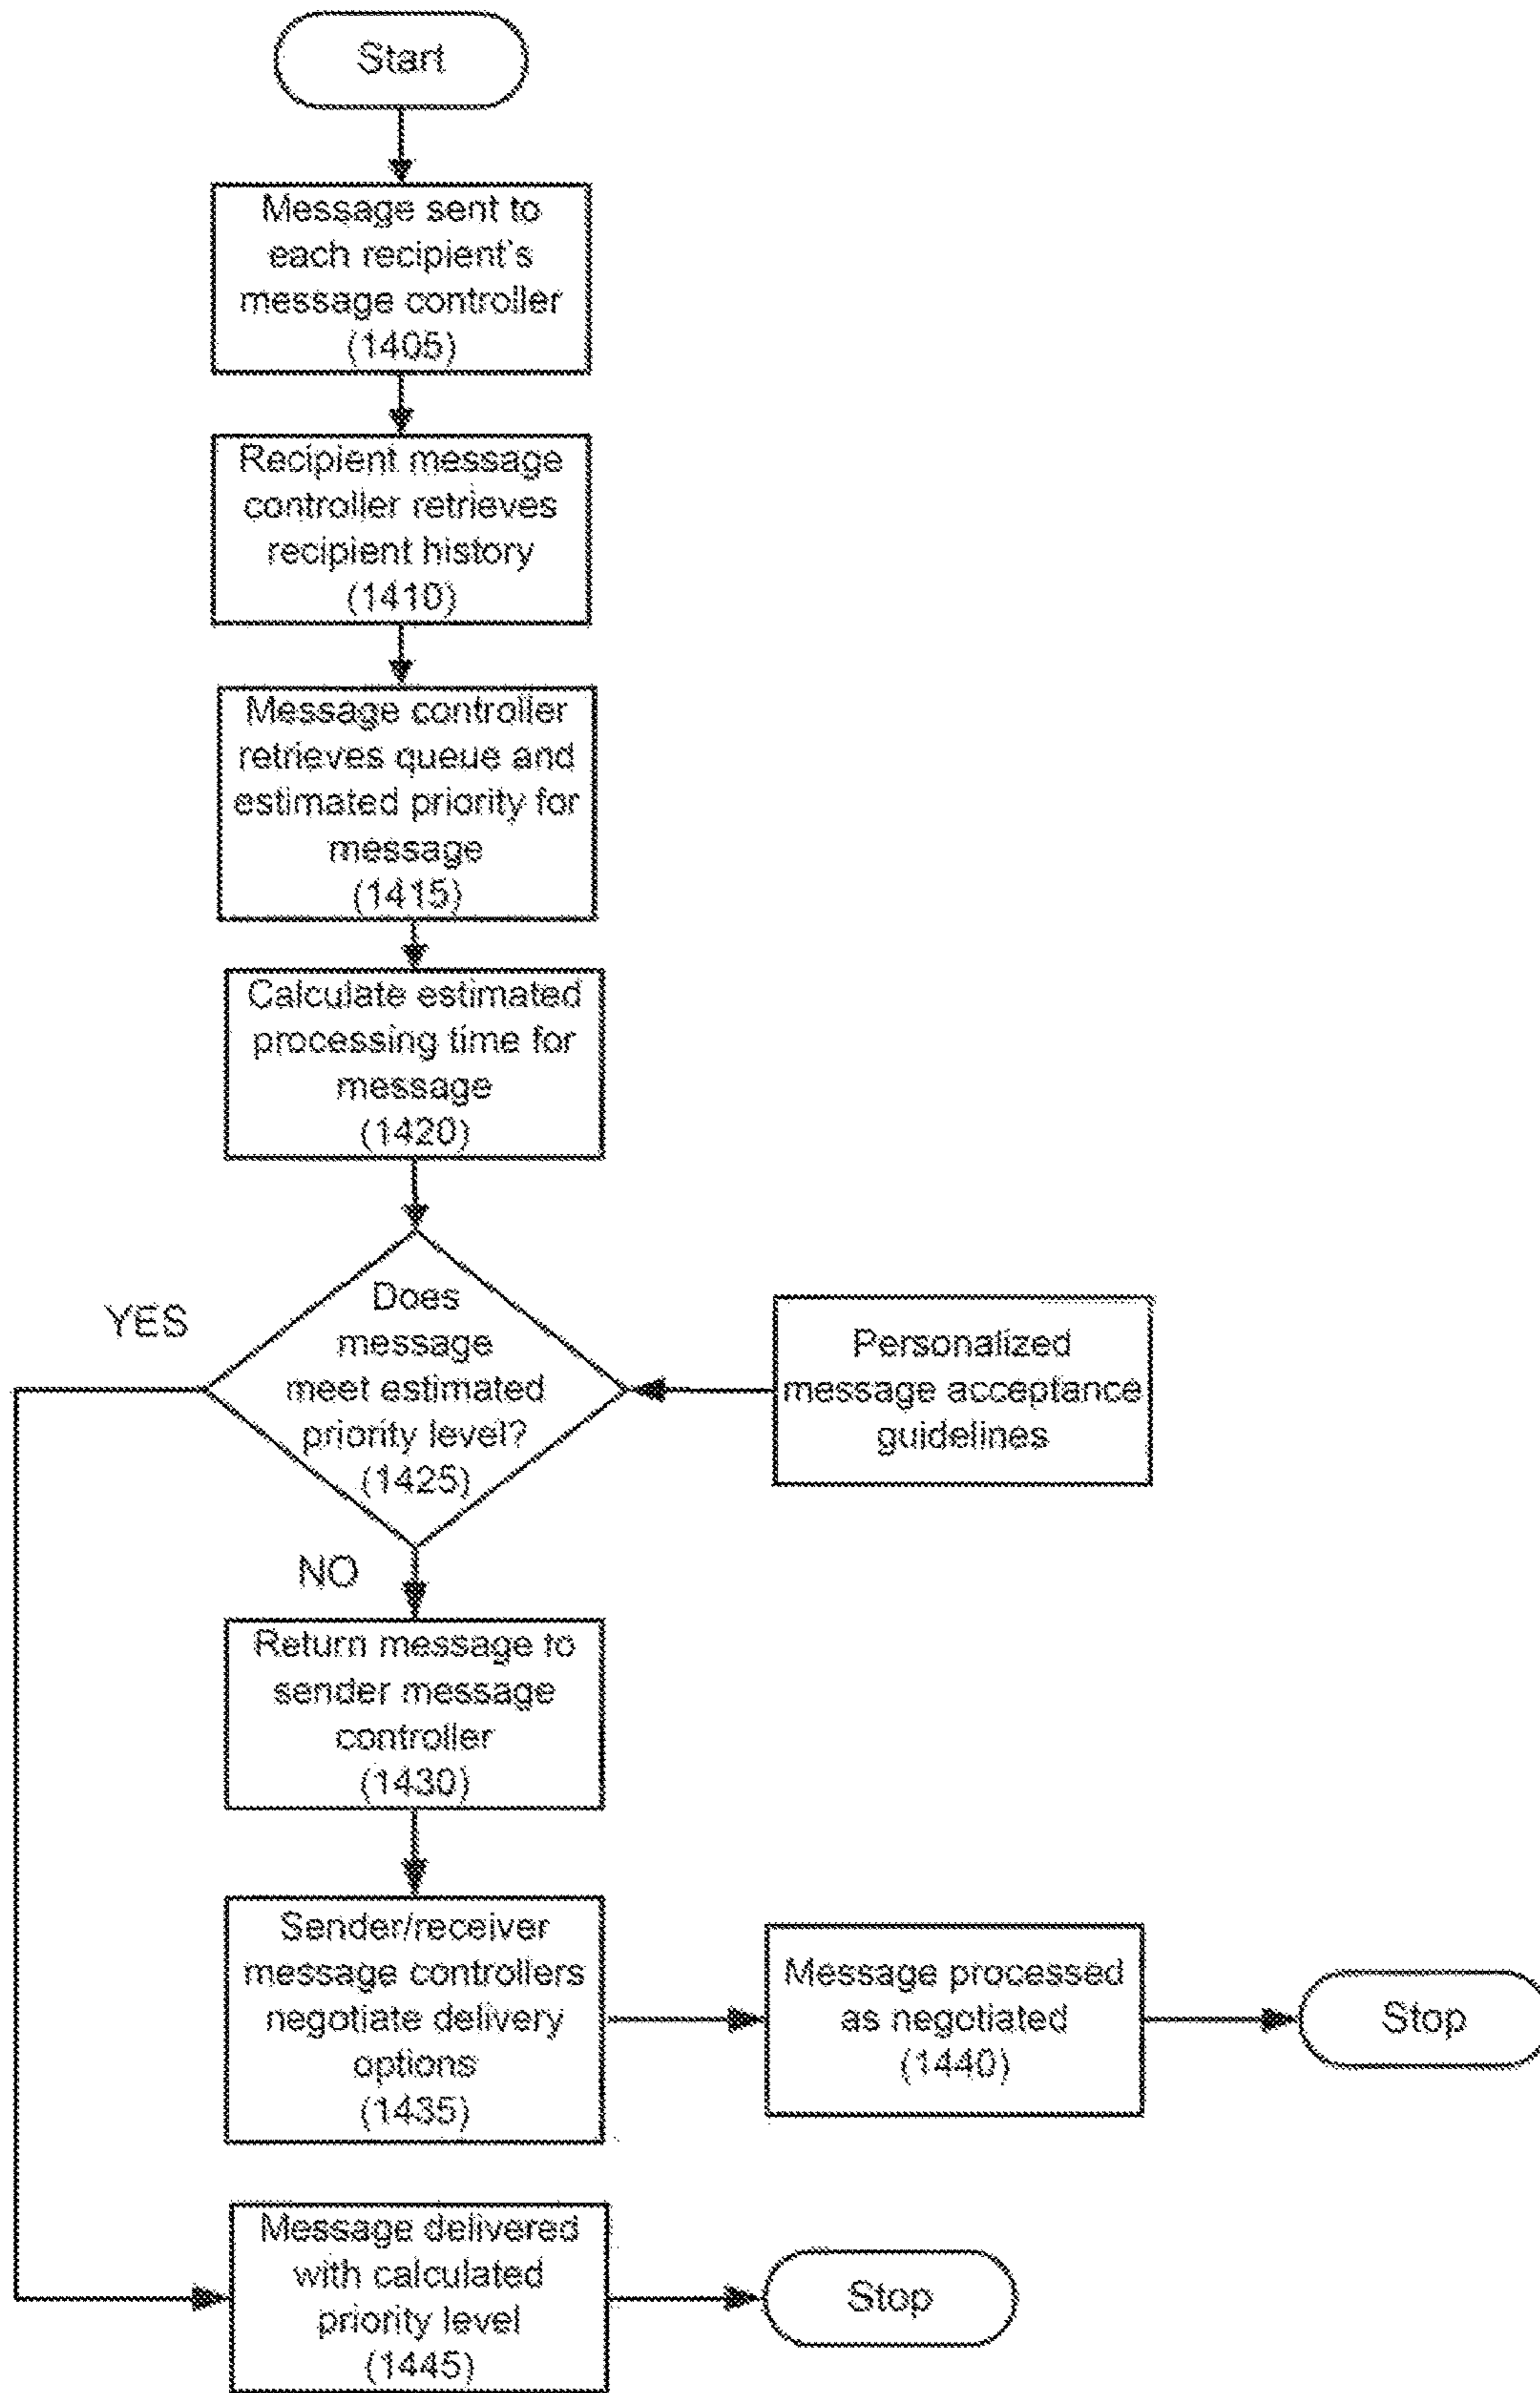 Start
Message sent to
each recipient's
message controller
(1405)
Recipient message
controller retrieves
recipient history
(1410)
Message controller
retrieves queue and
estimated priority for
message
(1415)
Calculate estimated
processing time for
message
(1420)
YES
Does
message
meet estimated
priority level?
(1425)
Personalized
message acceptance
guidelines
NO
Return message to
sender message
controller
(1430)
Sender/receiver
message controllers
negotiate delivery
options
(1435)
Message processed
as negotiated
(1440)
Stop
Message delivered
with calculated
priority level
(1445)
Stop